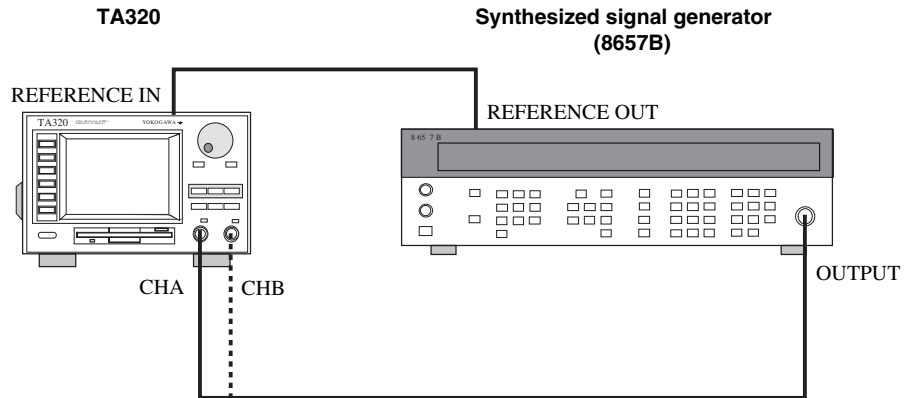 TA320
Synthesized signal generator
(8657B)
REFERENCE IN
REFERENCE OUT
TA320
YOKOGAWA
8 65 7 B
CHA
CHB
OUTPUT